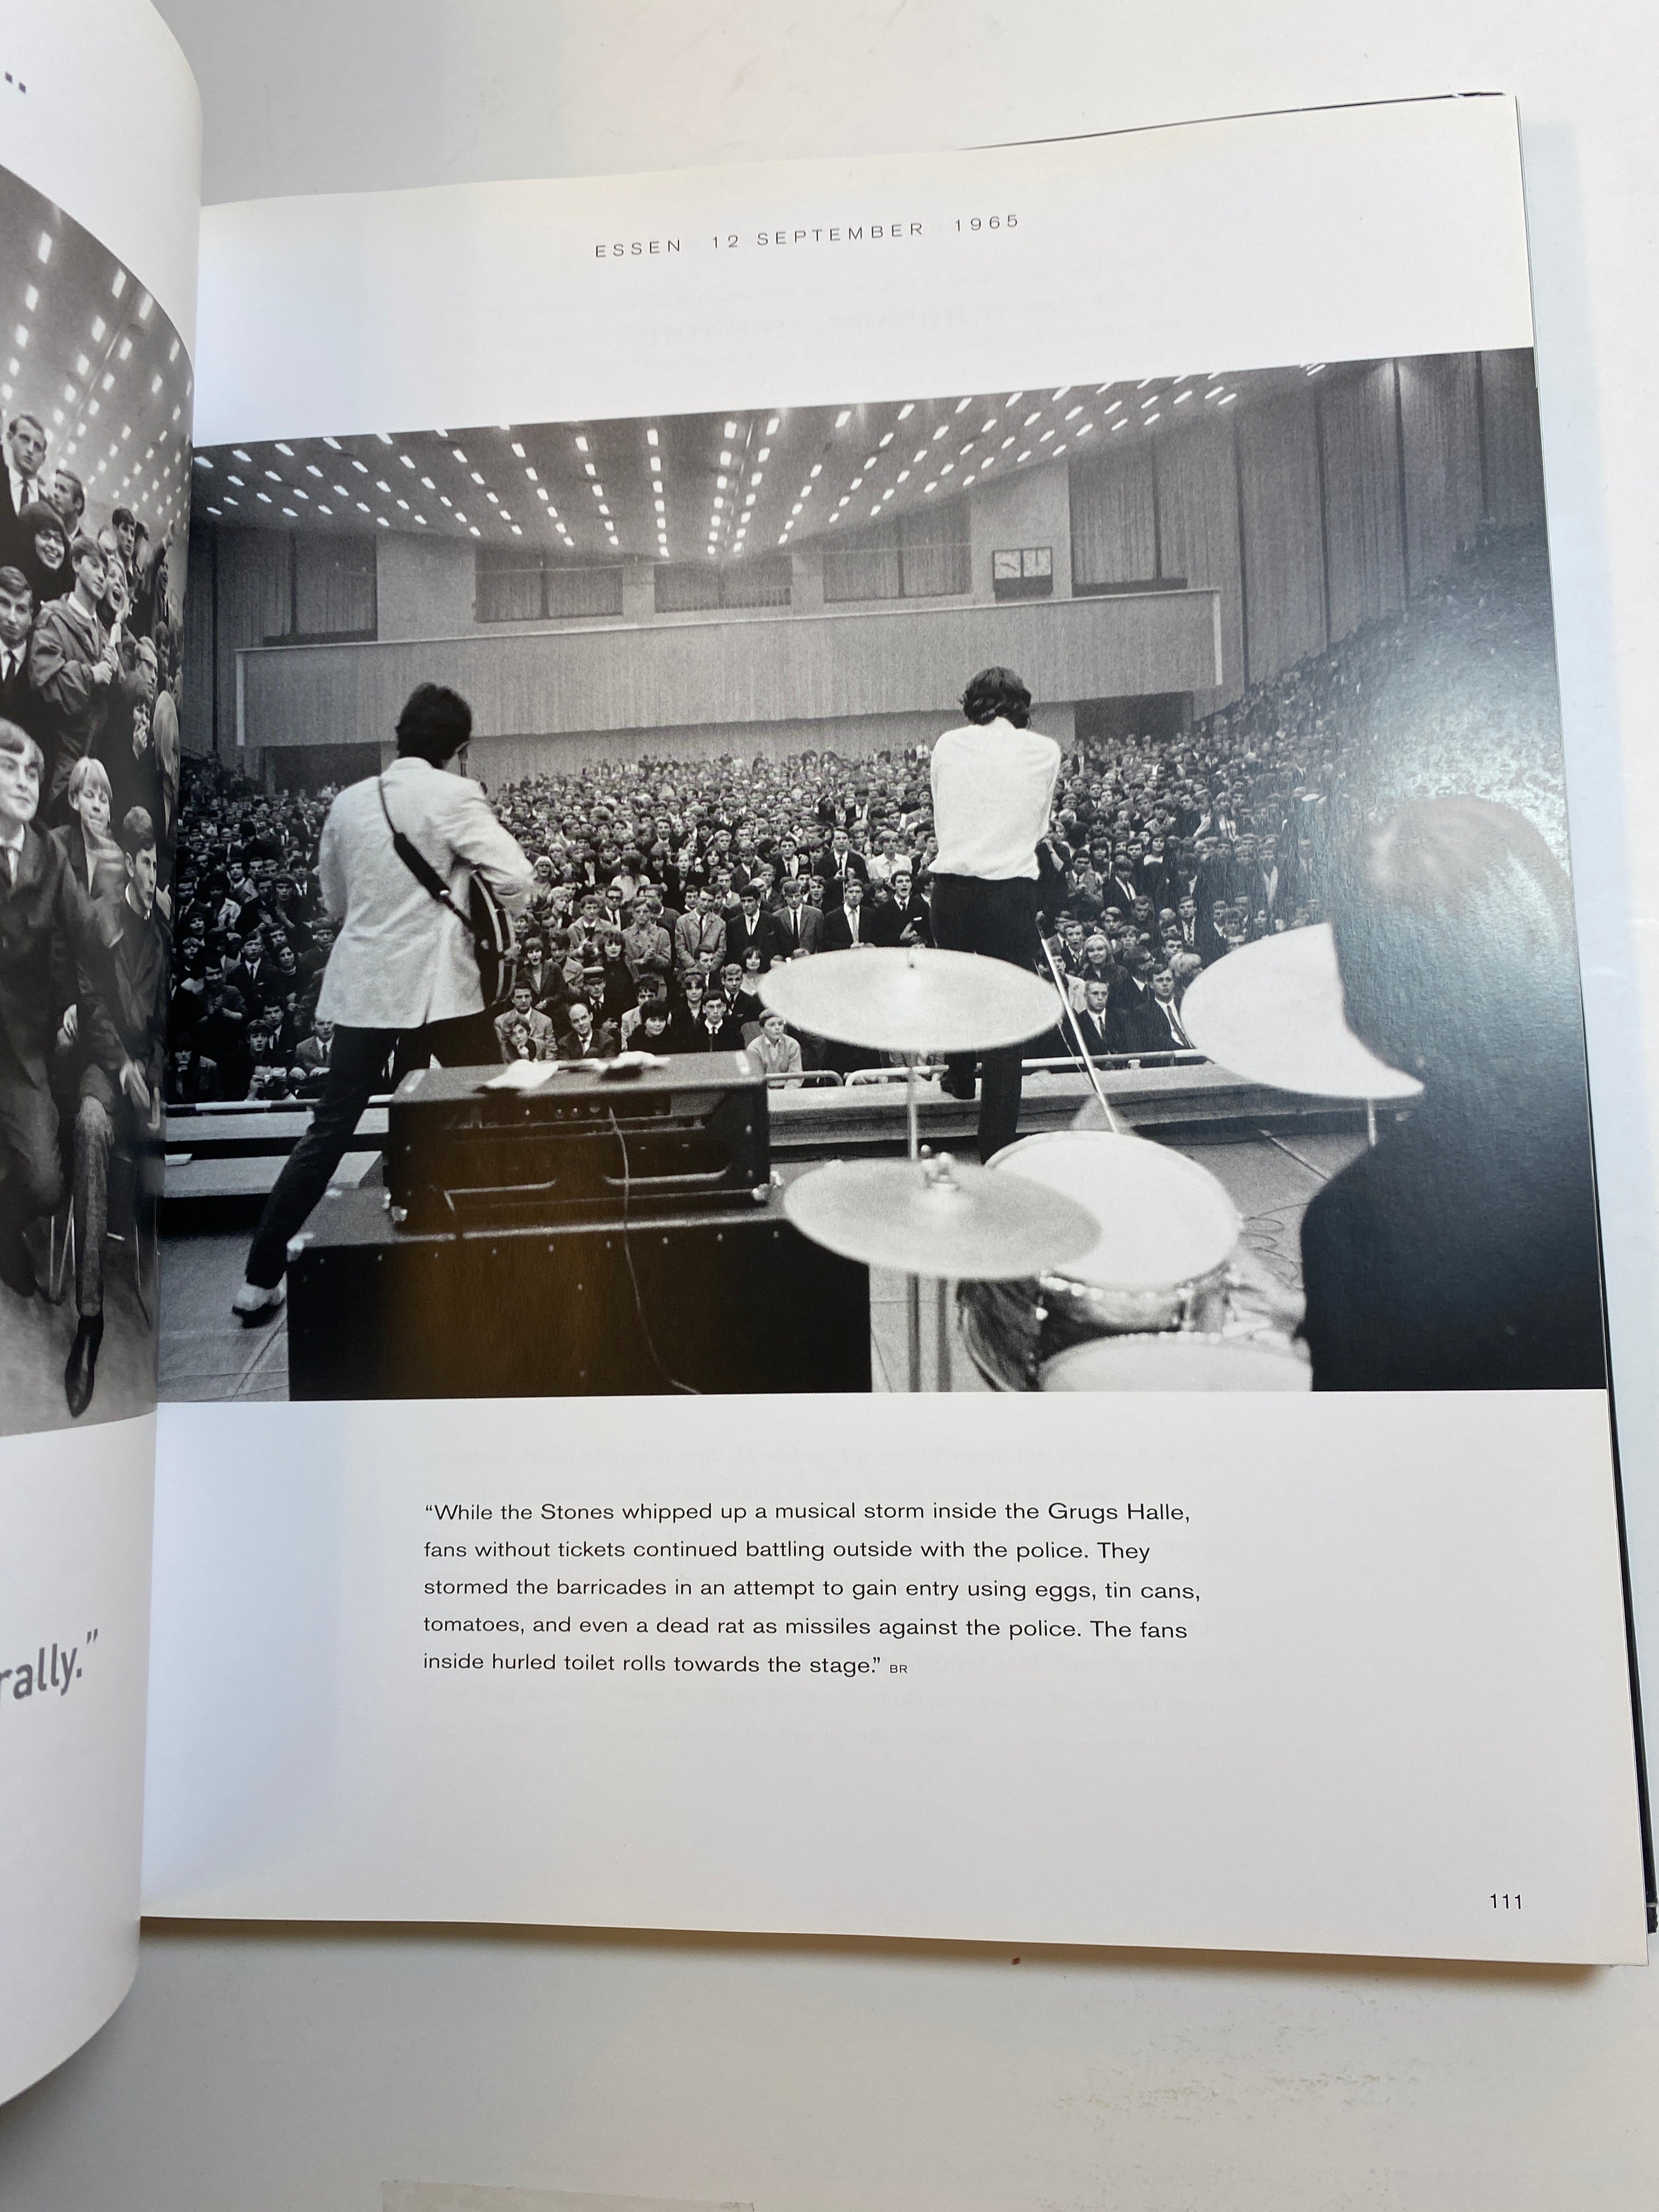 ..
rally.”
ESSEN 12 SEPTEMBER 1965
“While the Stones whipped up a musical storm inside the Grugs Halle,
fans without tickets continued battling outside with the police. They
stormed the barricades in an attempt to gain entry using eggs, tin cans,
tomatoes, and even a dead rat as missiles against the police. The fans
inside hurled toilet rolls towards the stage.” BR
111